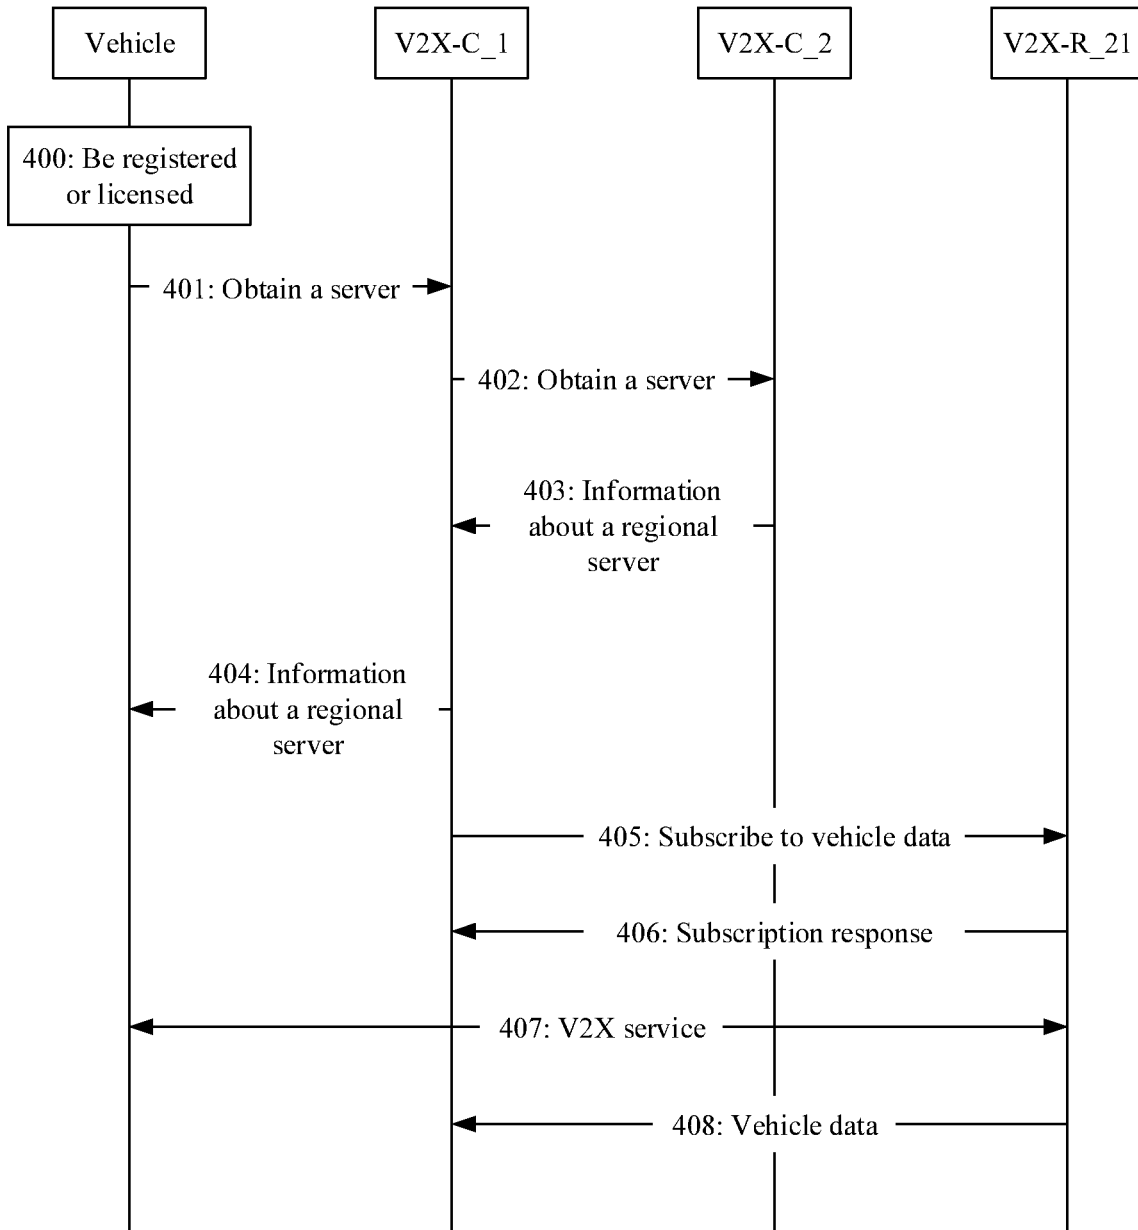 Vehicle
V2X-C_1
V2X-C_2
V2X-R_21
400: Be registered
or licensed
401: Obtain a server
402: Obtain a server
403: Information
about a regional
server
404: Information
about a regional
server
405: Subscribe to vehicle data
406: Subscription response
407: V2X service
408: Vehicle data